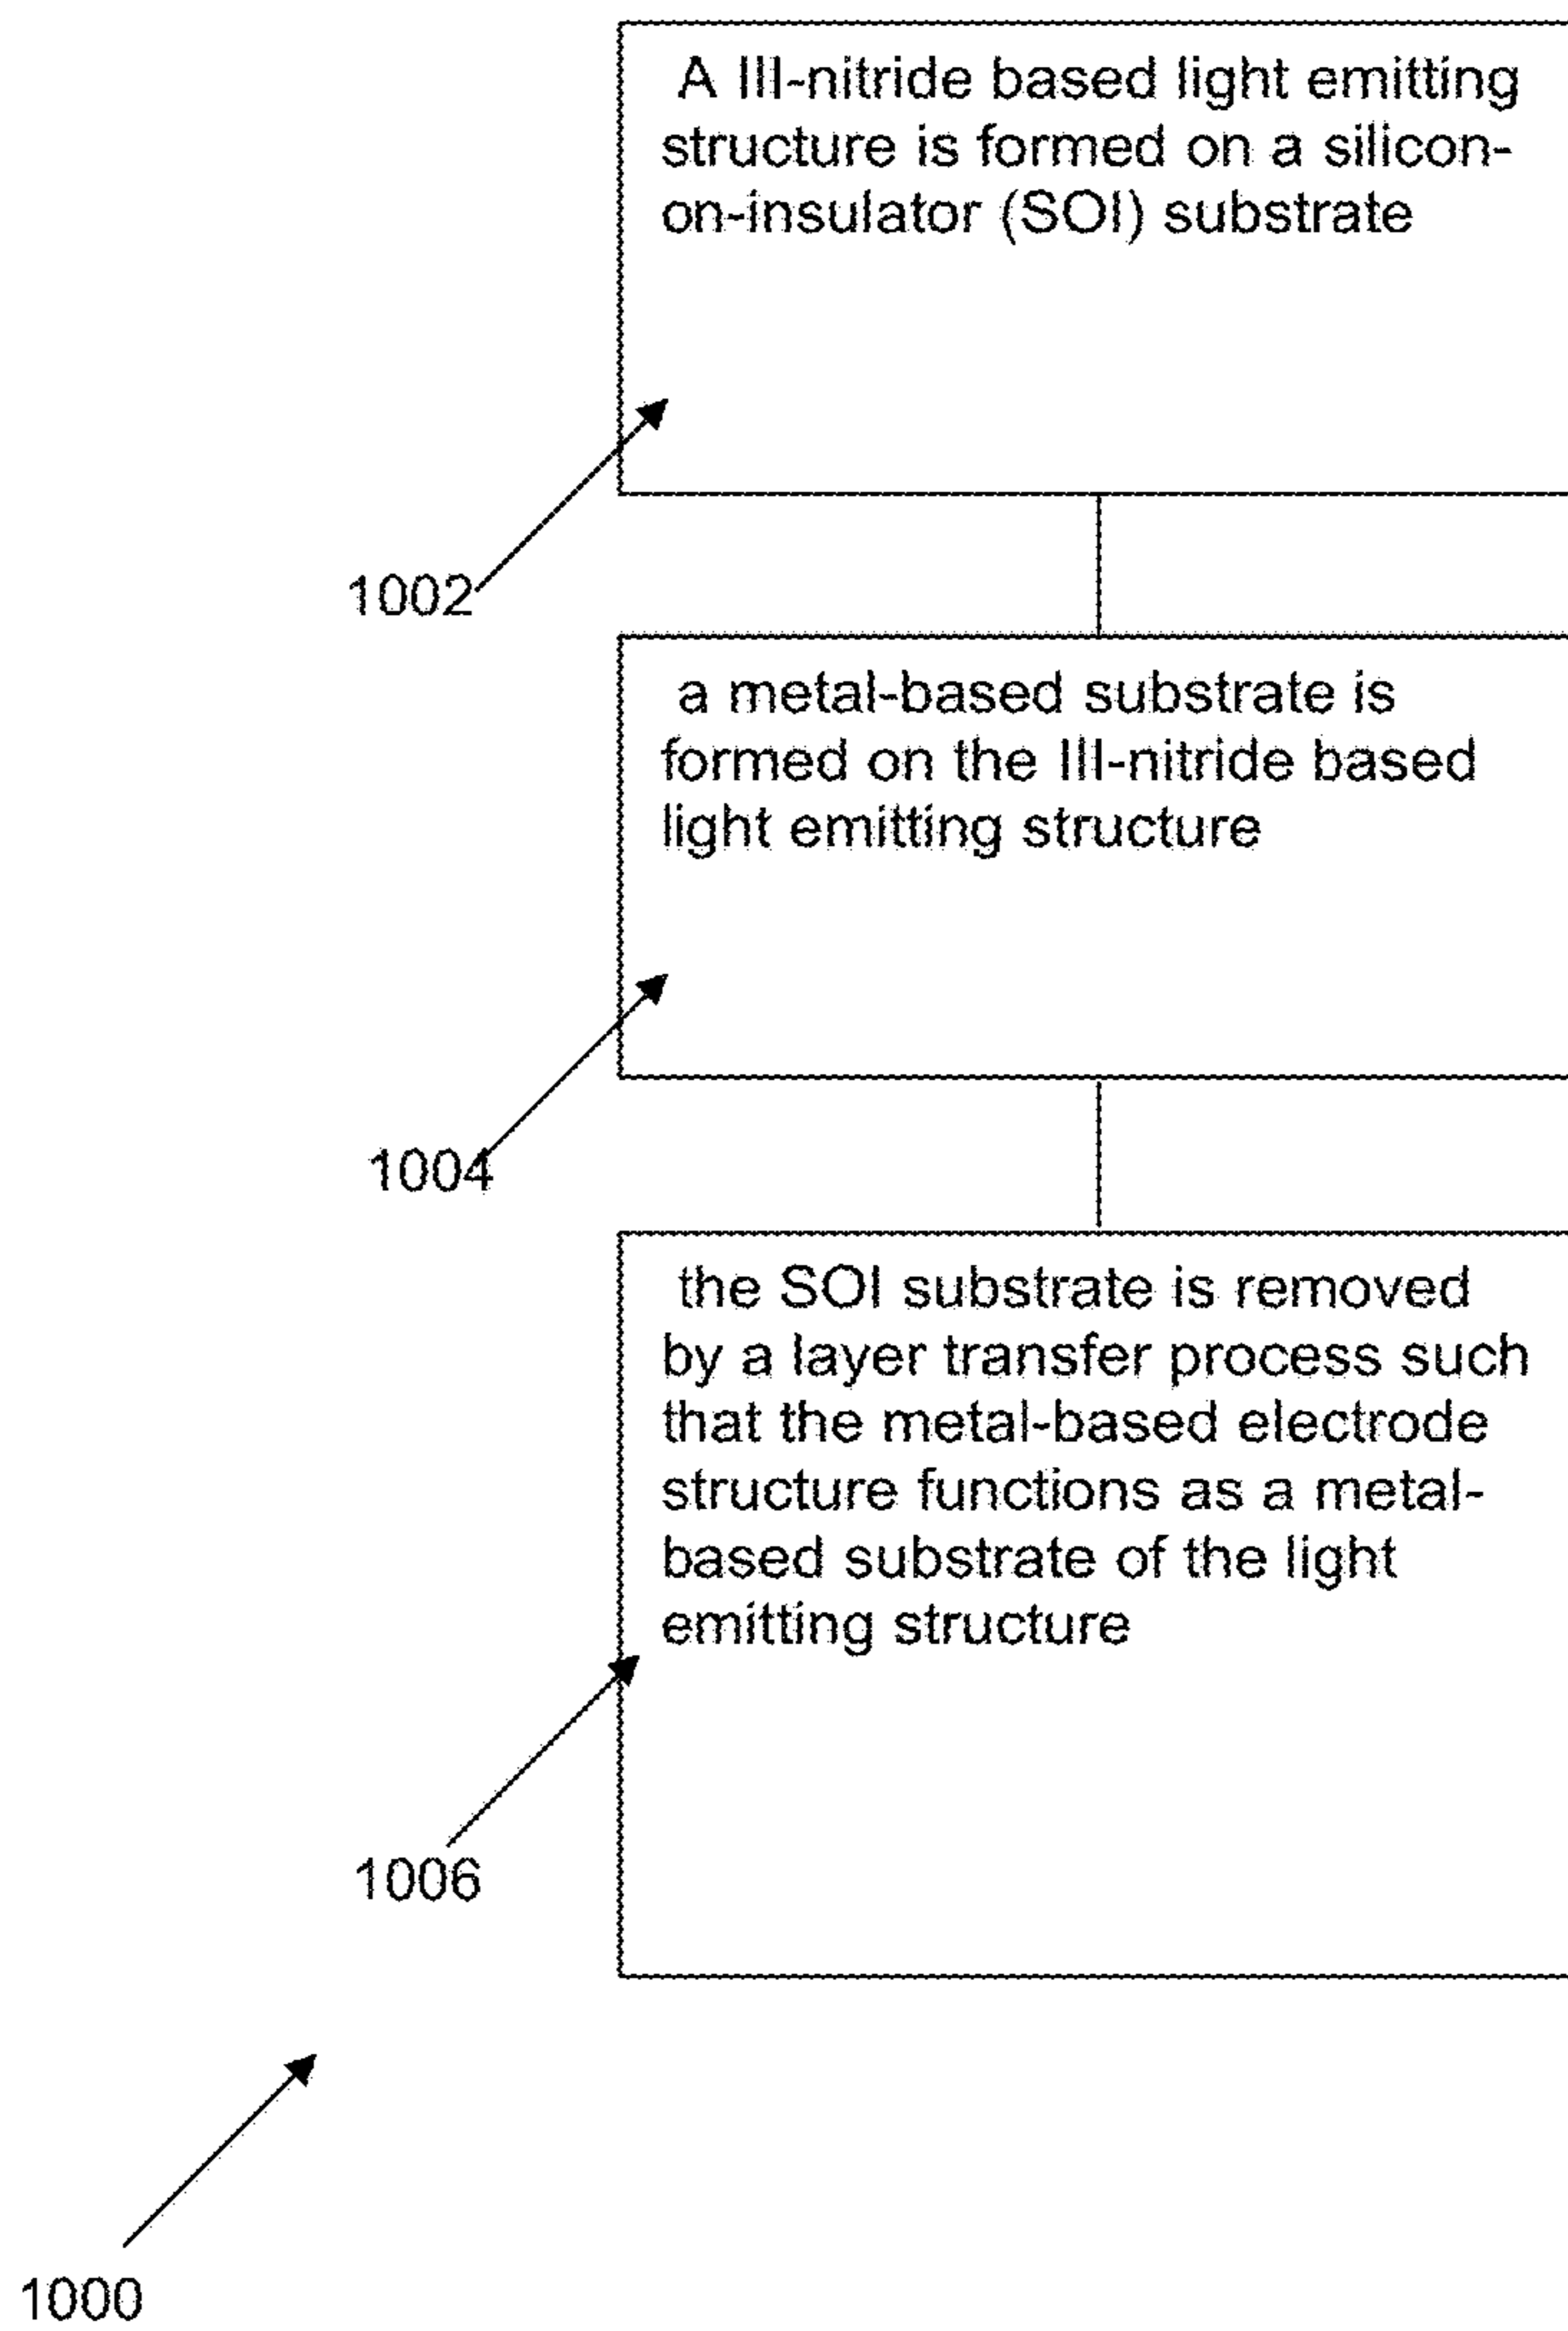 A III-nitride based light emitting
structure is formed on a silicon-
on-insulator (SOI) substrate
1002
a metal-based substrate is
formed on the III-nitride based
light emitting structure
1004
the SOI substrate is removed
by a layer transfer process such
that the metal-based electrode
structure functions as a metal-
based substrate of the light
emitting structure
1006
1000